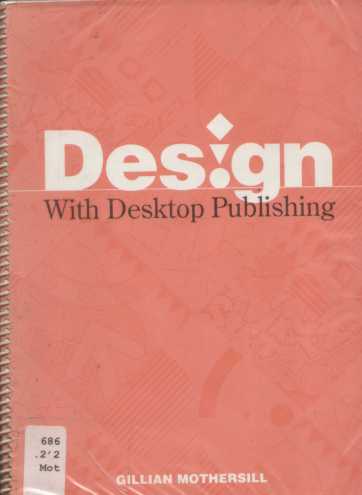 Design
With Desktop Publishing
686
.2'2
Mot
GILLIAN MOTHERSILL